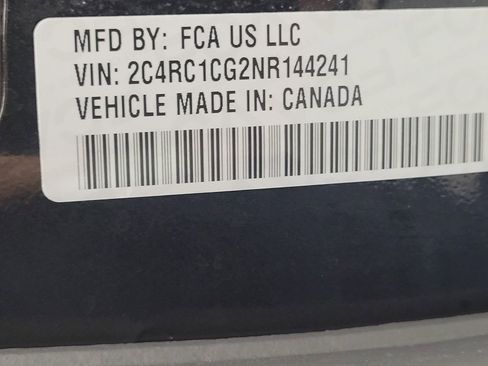 MFD BY: FCA US LLC
VIN: 2C4RC1CG2NR144241
VEHICLE MADE IN: CANADA